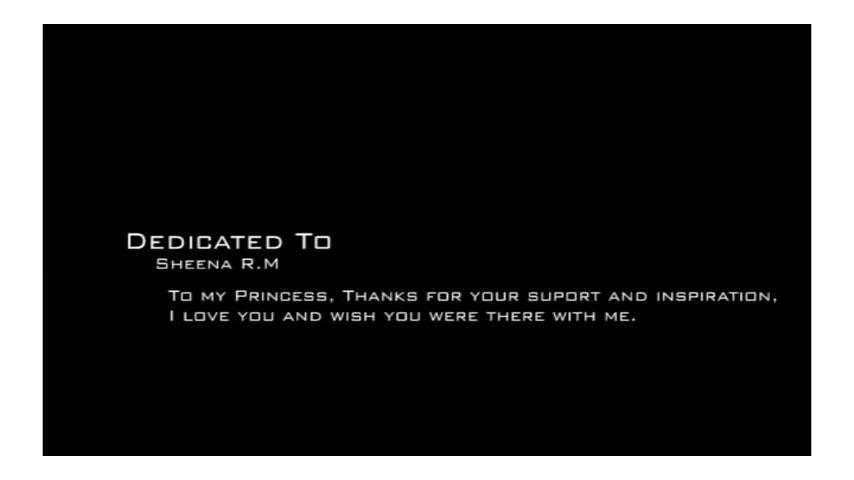 Dedicated To
Sheena R.M
To my Princess, Thanks for your suport and inspiration,
I love you and wish you were there with me.